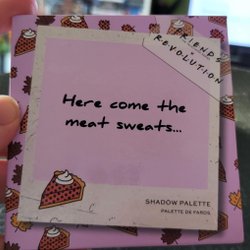 FRIENDS
X
REVOLUTION
Here come the
meat sweats...
SHADOW PALETTE
PALETTE DE FARDS